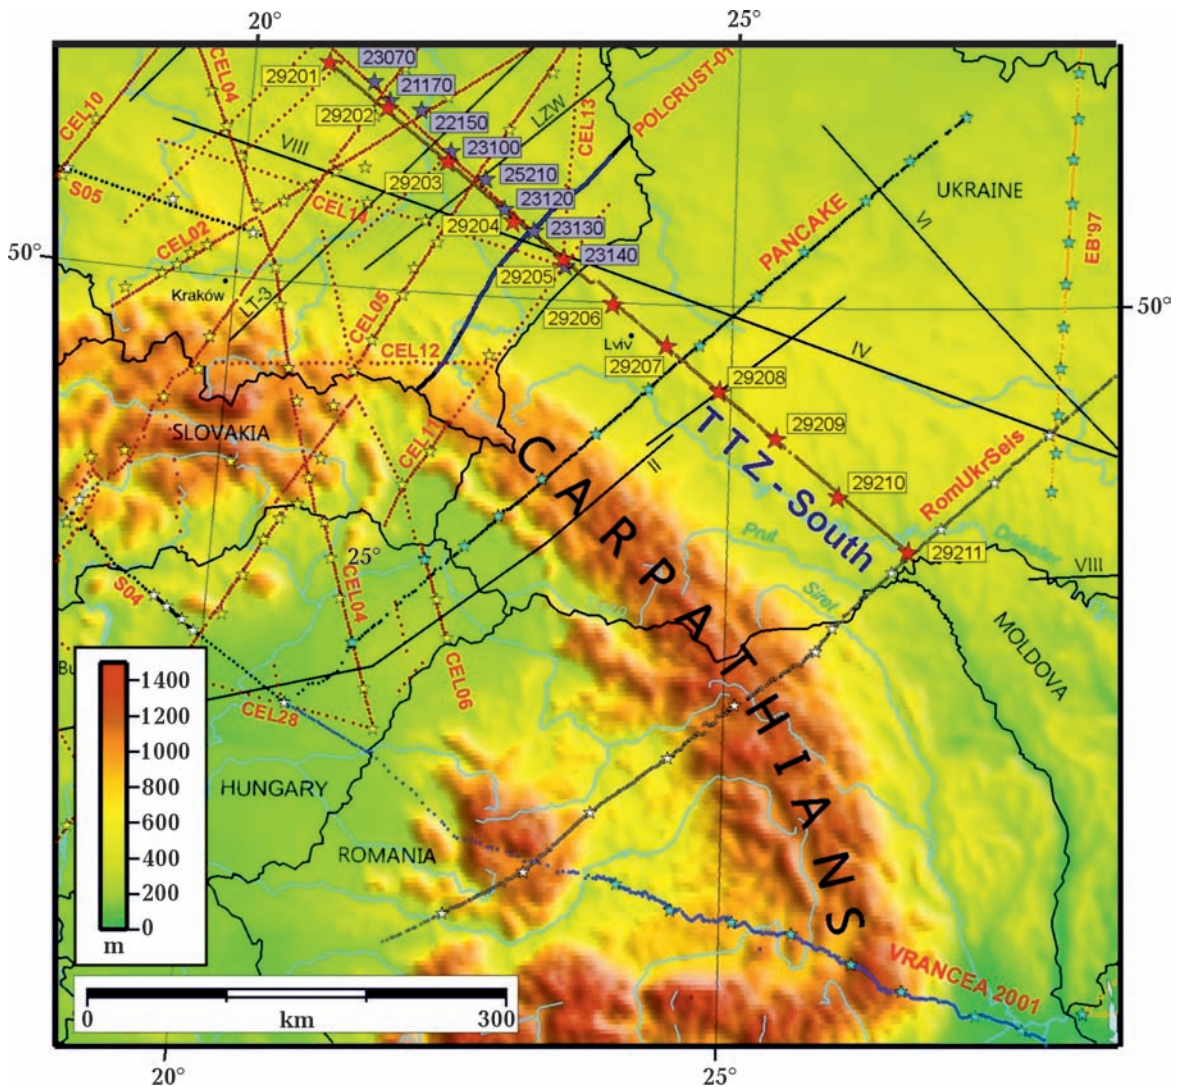 20°
25°
23070
29201
21170
CEL04
CEL10
29202
22150
LZW
CEL13
POLCRUST-01
VIII
23100
29203
25210
UKRAINE
S05
CEL14
23120
PANCAKE
VI
EB'97
29204
23130
CEL02
50°
23140
29205
Kraków
LT-3
CEL05
29206
50°
Lviv
IV
CEL12
29207
29208
SLOVAKIA
CEL11
29209
TTZ-South
CARPATHIANS
II
RomUkrSeis
29210
Prut
Dniester
25°
29211
VIII
S04
CEL04
Siret
MOLDOVA
CEL06
CEL28
1400
1200
1000
800
600
400
200
0
m
HUNGARY
ROMANIA
VRANCEA 2001
0
km
300
20°
25°